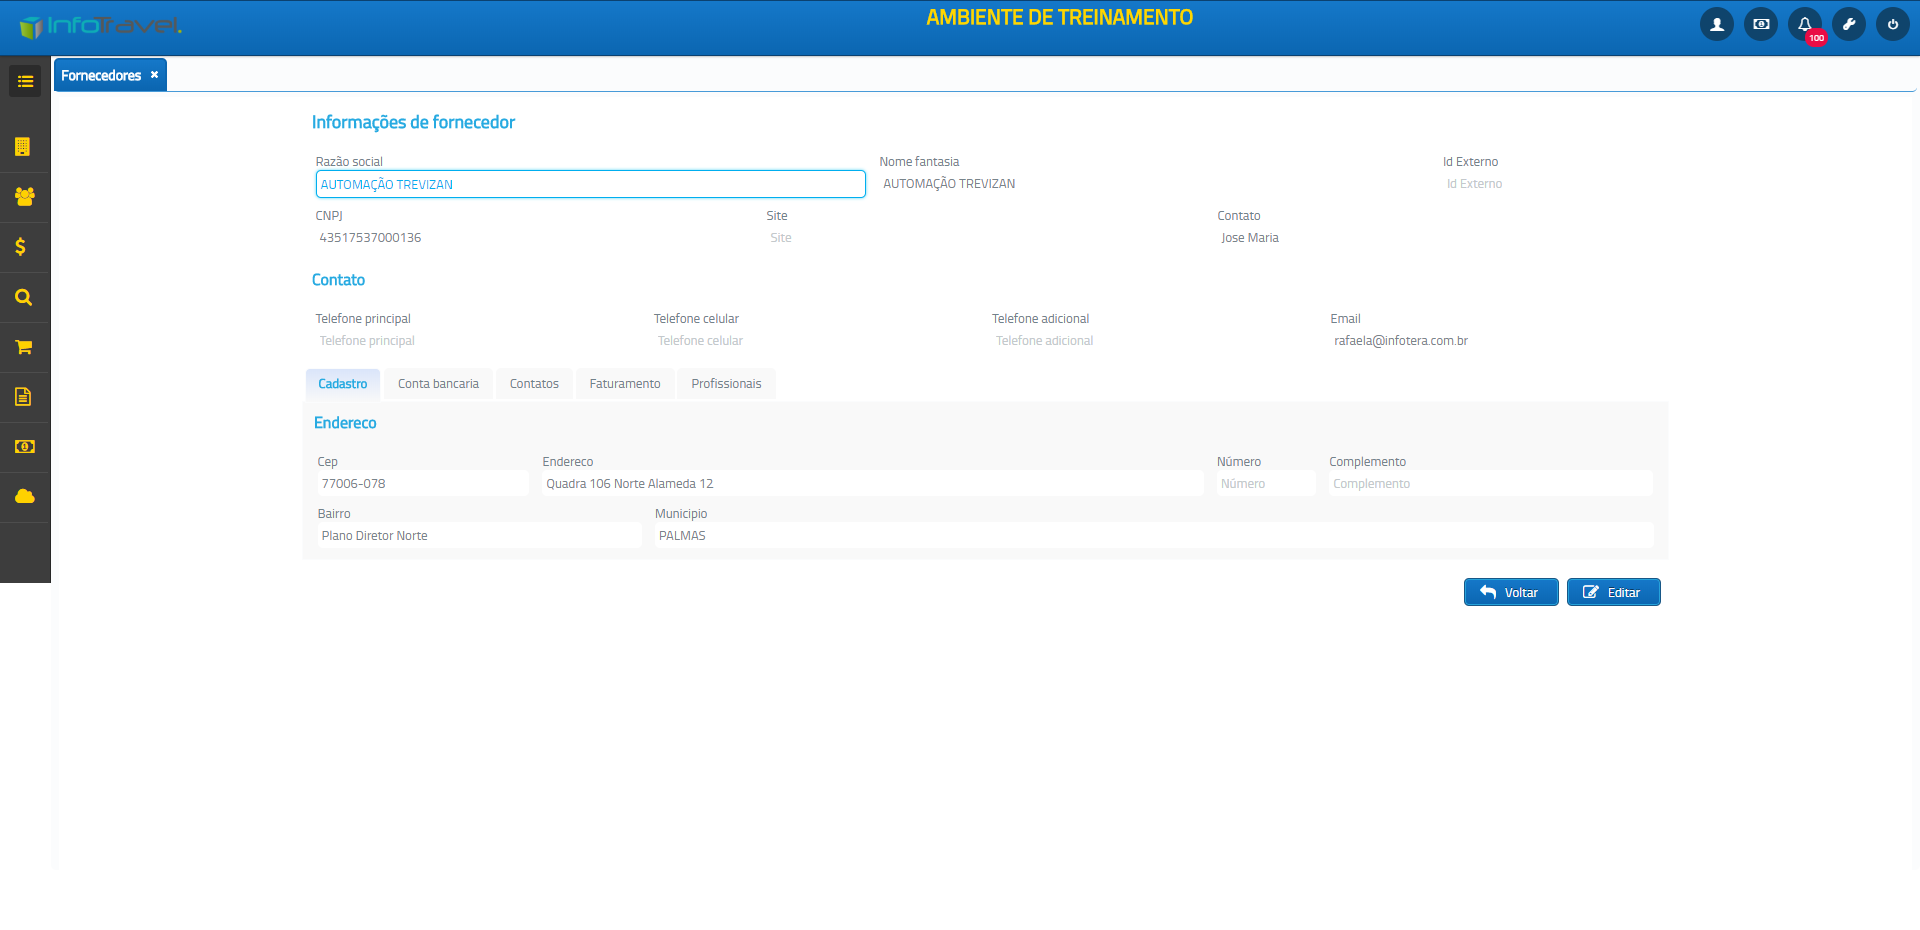 InfoTravel.
AMBIENTE DE TREINAMENTO
100
Fornecedores ×
Informações de fornecedor
Razão social Nome fantasia Id Externo
AUTOMAÇÃO TREVIZAN AUTOMAÇÃO TREVIZAN Id Externo
CNPJ Site Contato
43517537000136 Site Jose Maria
Contato
Telefone principal Telefone celular Telefone adicional Email
Telefone principal Telefone celular Telefone adicional rafaela@infotera.com.br
Cadastro Conta bancaria Contatos Faturamento Profissionais
Endereco
Cep Endereco Número Complemento
77006-078 Quadra 106 Norte Alameda 12 Número Complemento
Bairro Municipio
Plano Diretor Norte PALMAS
Voltar Editar